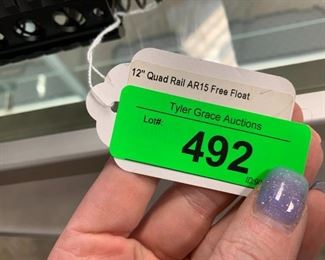 12" Quad Rail AR15 Free Float
Tyler Grace Auctions
Lot#:
492